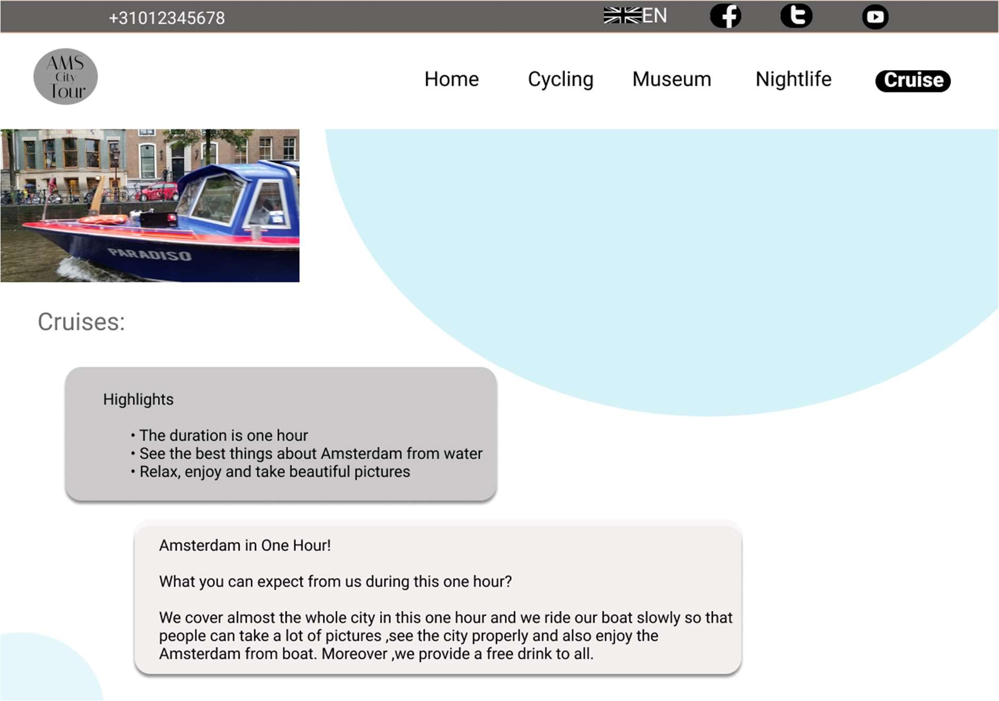 +31012345678
EN
AMS
City
Tour
Home Cycling Museum Nightlife Cruise
PARADISO
Cruises:
Highlights
• The duration is one hour
• See the best things about Amsterdam from water
• Relax, enjoy and take beautiful pictures
Amsterdam in One Hour!
What you can expect from us during this one hour?
We cover almost the whole city in this one hour and we ride our boat slowly so that
people can take a lot of pictures ,see the city properly and also enjoy the
Amsterdam from boat. Moreover ,we provide a free drink to all.